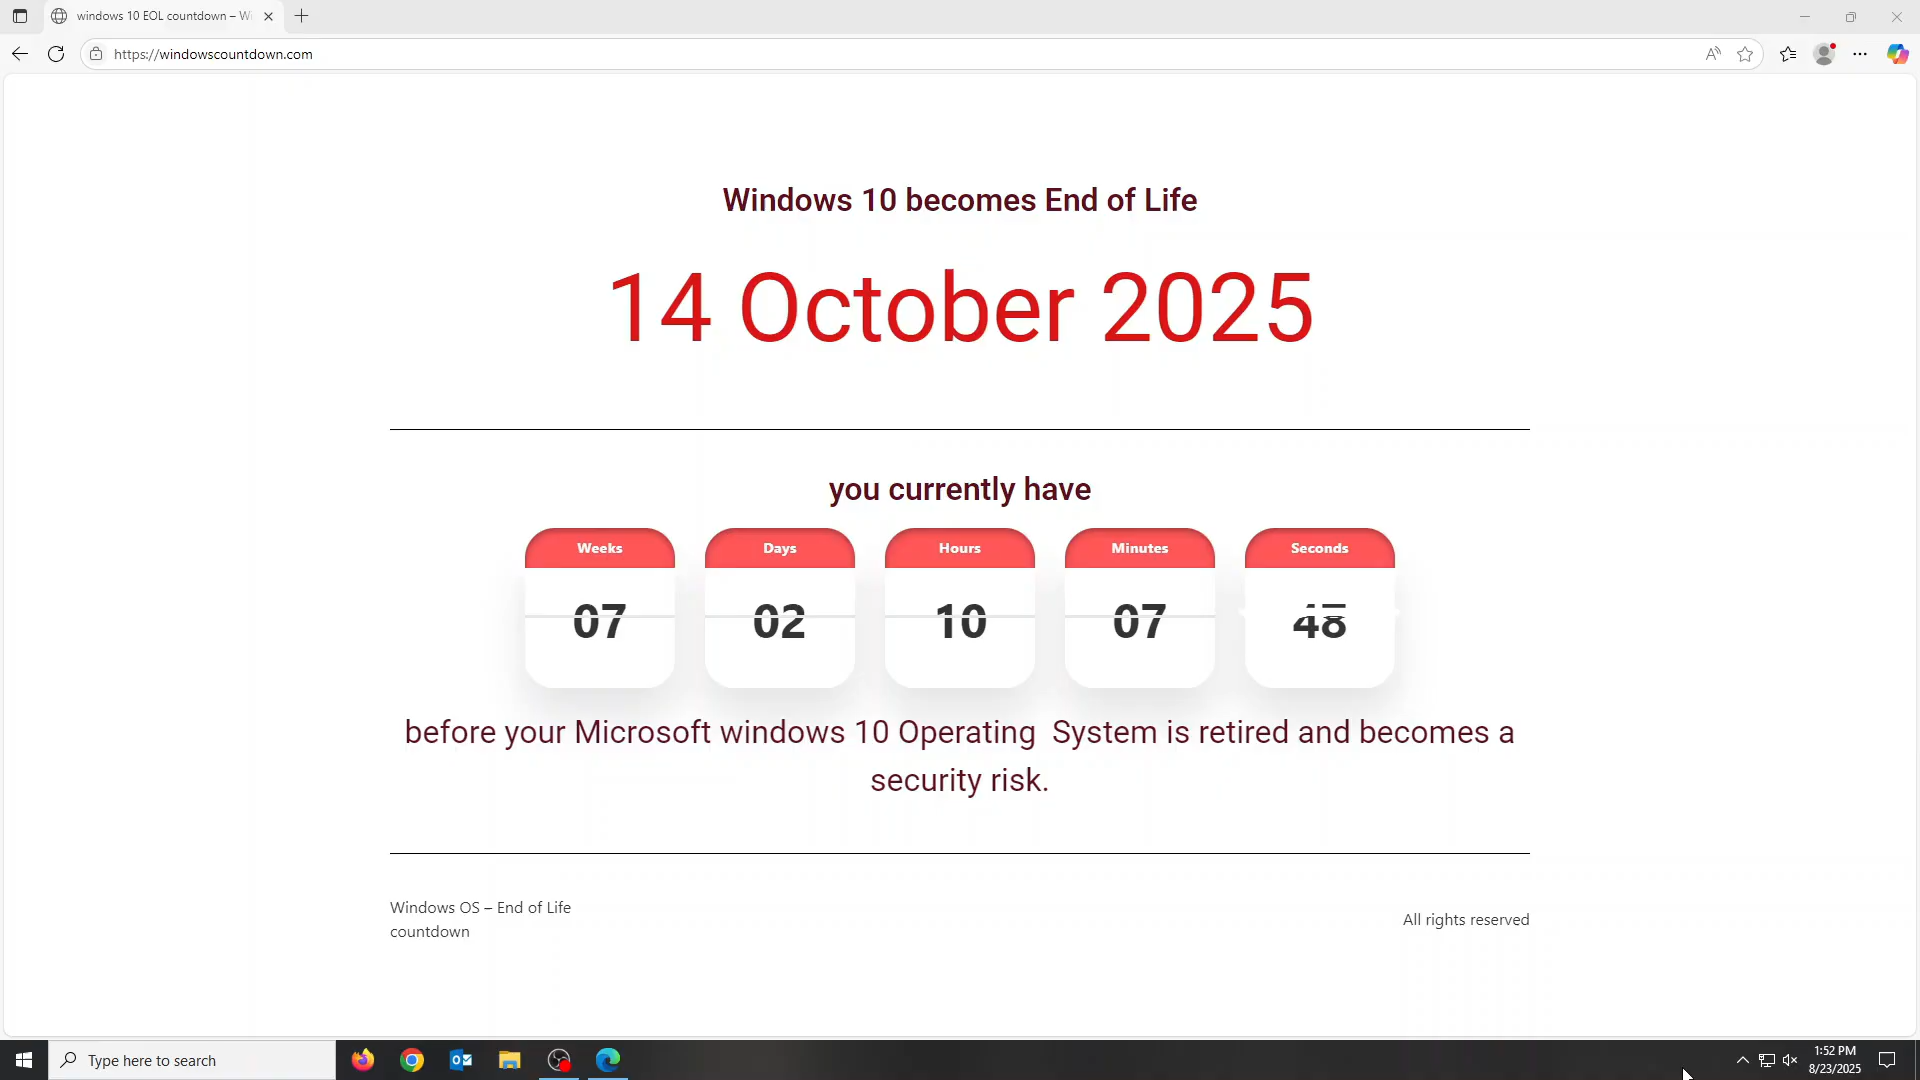 windows 10 EOL countdown – Wi
https://windowscountdown.com
Windows 10 becomes End of Life
14 October 2025
you currently have
Weeks Days Hours Minutes Seconds
07 02 10 07 48
before your Microsoft windows 10 Operating System is retired and becomes a
security risk.
Windows OS – End of Life
countdown
All rights reserved
Type here to search
1:52 PM
8/23/2025